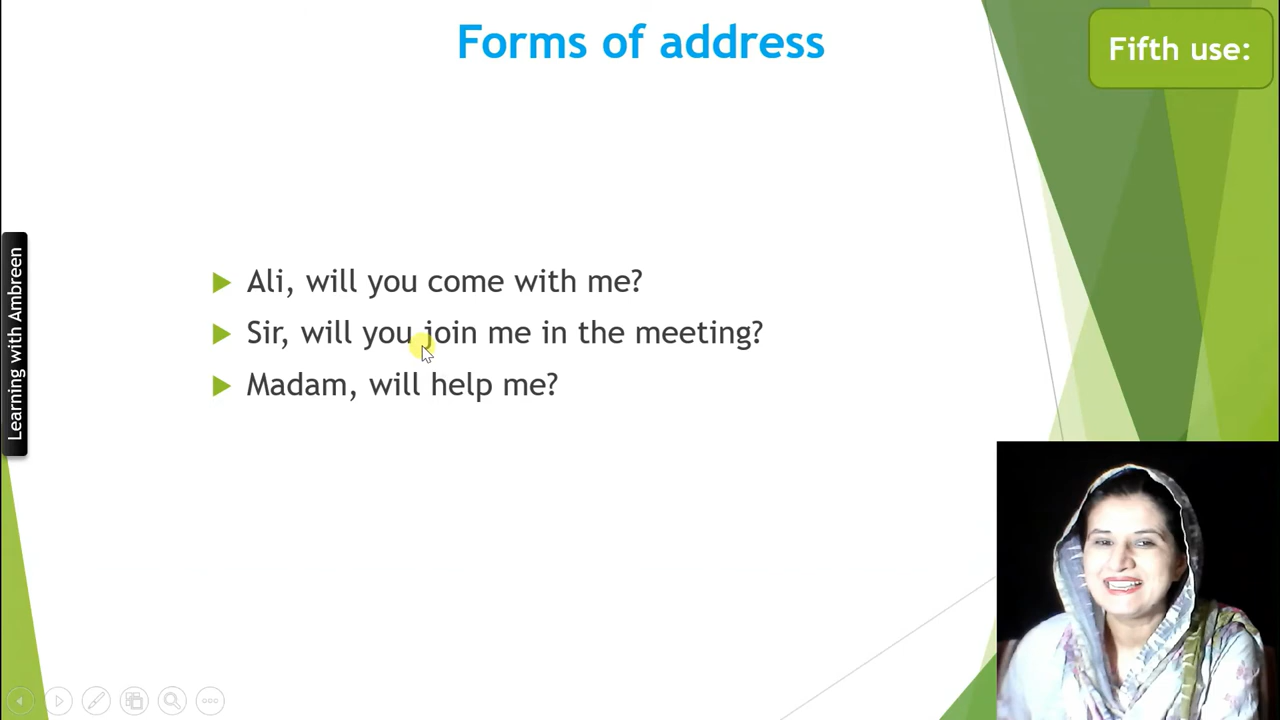 Forms of address
Fifth use:
Ali, will you come with me?
Sir, will you join me in the meeting?
Madam, will help me?
Learning with Ambreen